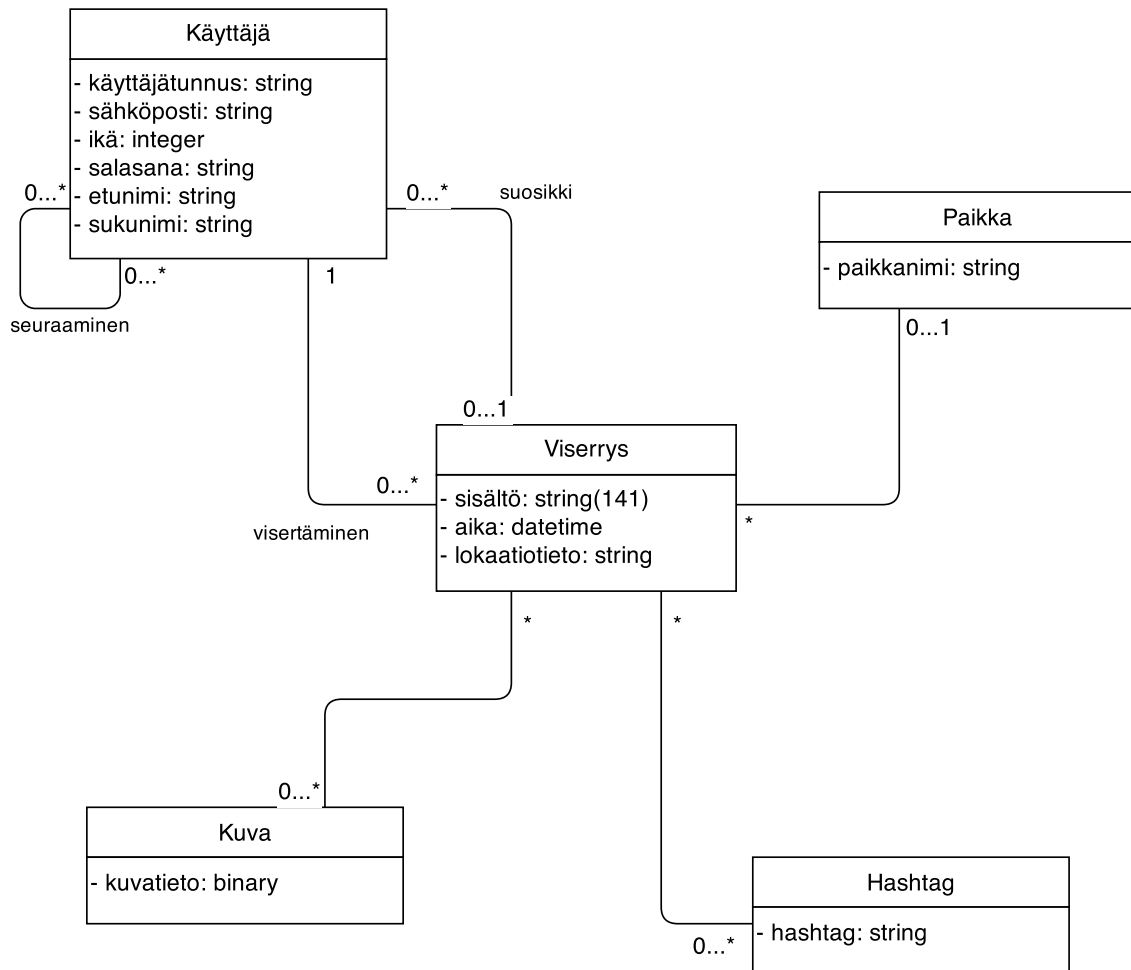 Käyttäjä
- käyttäjätunnus: string
- sähköposti: string
- ikä: integer
- salasana: string
- etunimi: string
- sukunimi: string
0...*
0...*
seuraaminen
1
0...*
suosikki
0...1
Paikka
- paikkanimi: string
0...1
*
Viserrys
- sisältö: string(141)
- aika: datetime
- lokaatiotieto: string
0...*
visertäminen
*
*
0...*
Kuva
- kuvatieto: binary
Hashtag
- hashtag: string
0...*